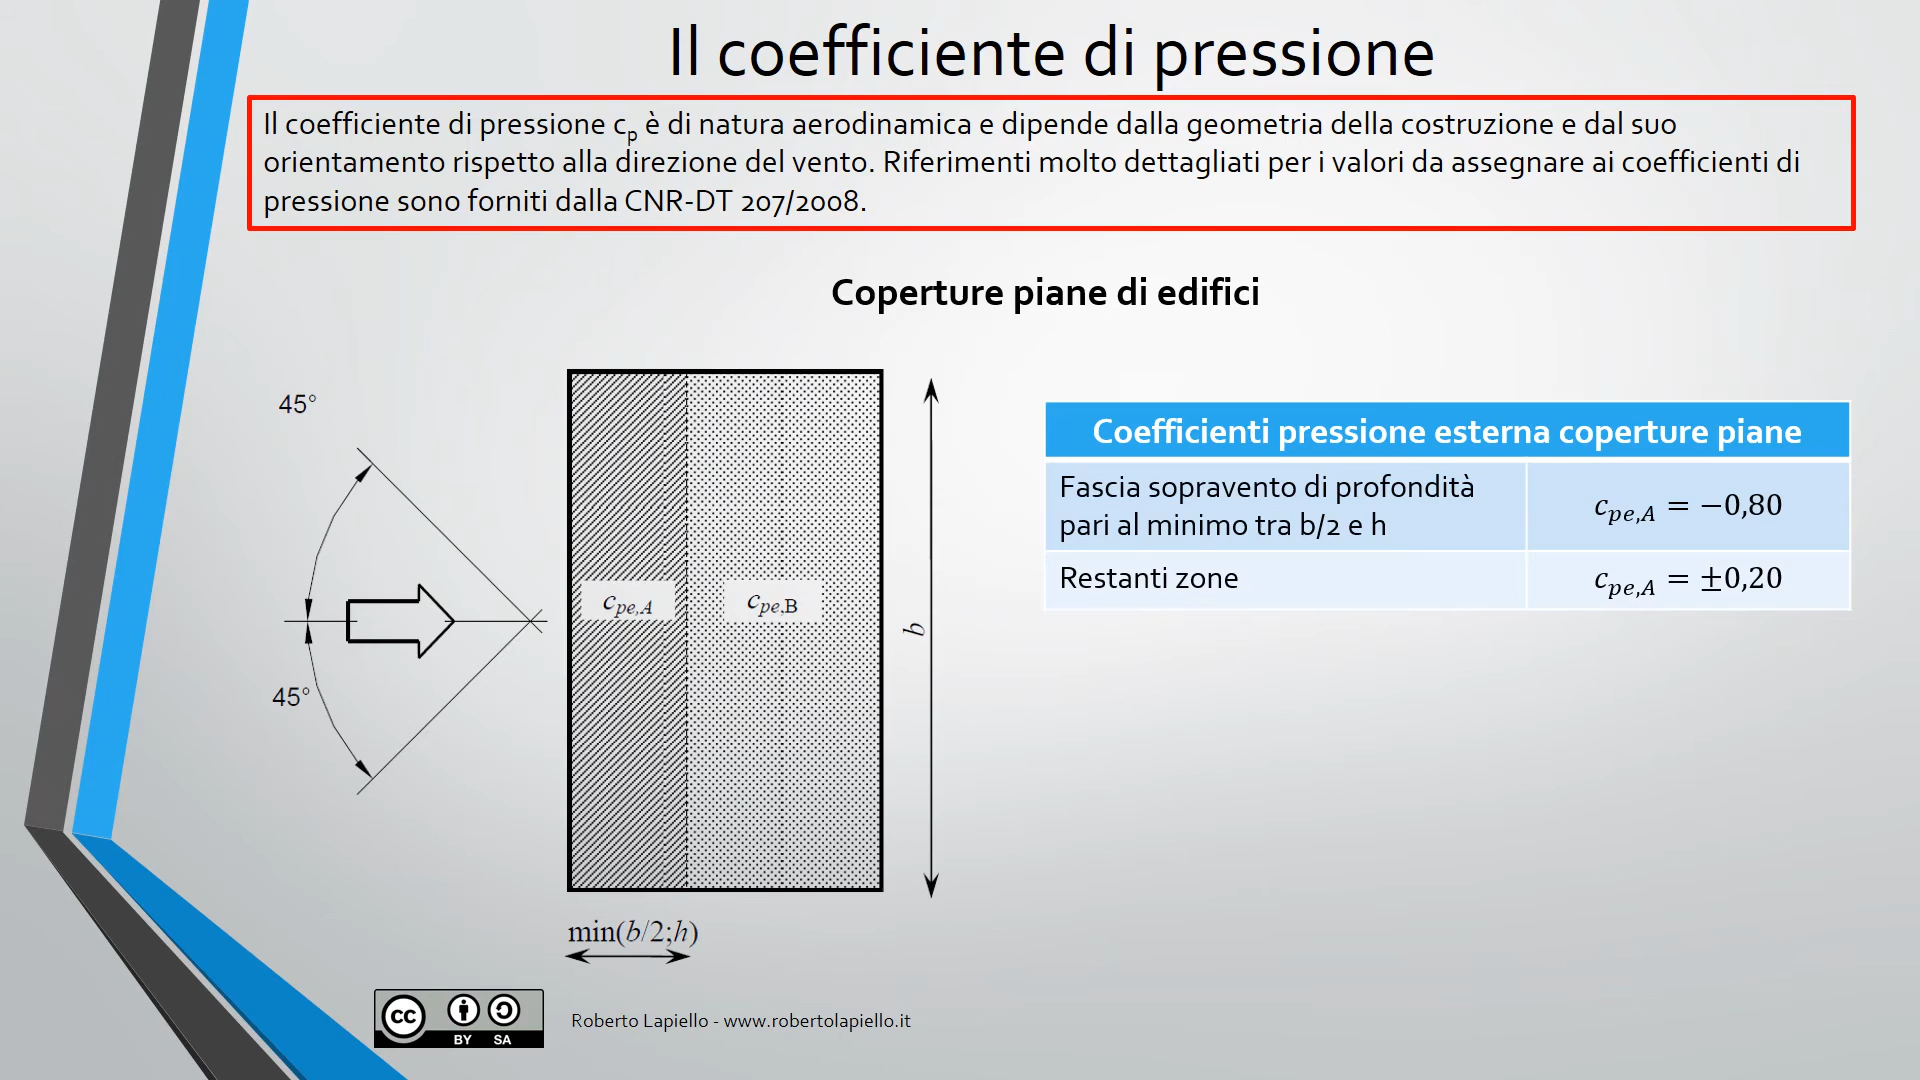 Il coefficiente di pressione
Il coefficiente di pressione cp è di natura aerodinamica e dipende dalla geometria della costruzione e dal suo
orientamento rispetto alla direzione del vento. Riferimenti molto dettagliati per i valori da assegnare ai coefficienti di
pressione sono forniti dalla CNR-DT 207/2008.
Coperture piane di edifici
45°
45°
cpe,A
cpe,B
b
min(b/2;h)
Coefficienti pressione esterna coperture piane
Fascia sopravento di profondità
pari al minimo tra b/2 e h
cpe,A = −0,80
Restanti zone
cpe,A = ±0,20
cc
BY SA
Roberto Lapiello - www.robertolapiello.it